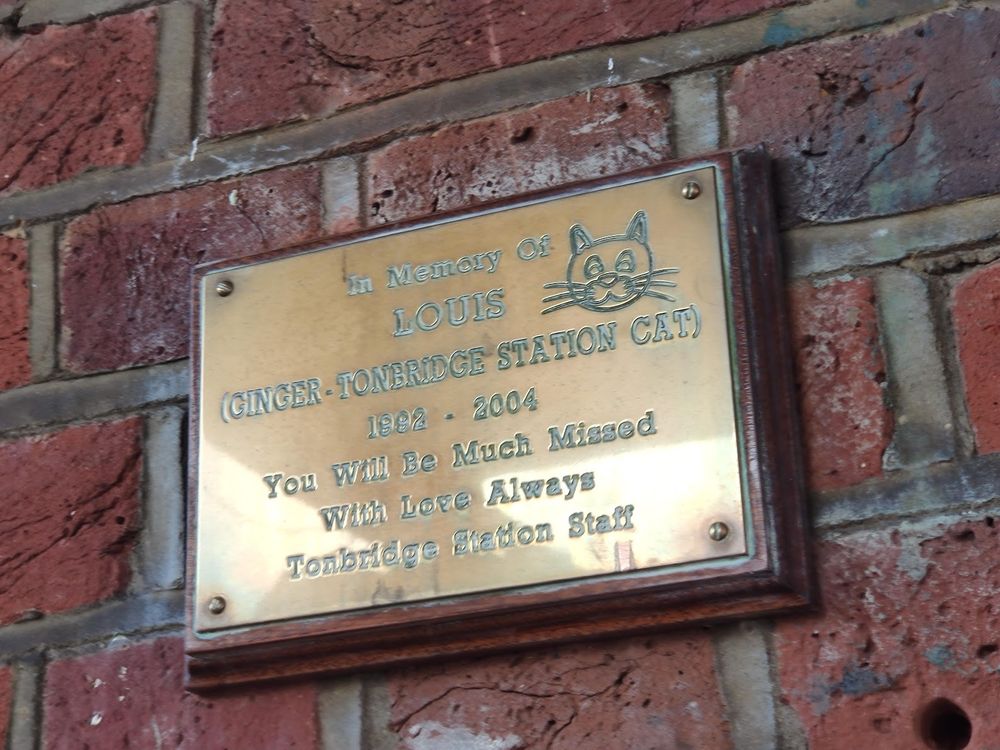 In Memory Of
LOUIS
(GINGER - TONBRIDGE STATION CAT)
1992 - 2004
You Will Be Much Missed
With Love Always
Tonbridge Station Staff